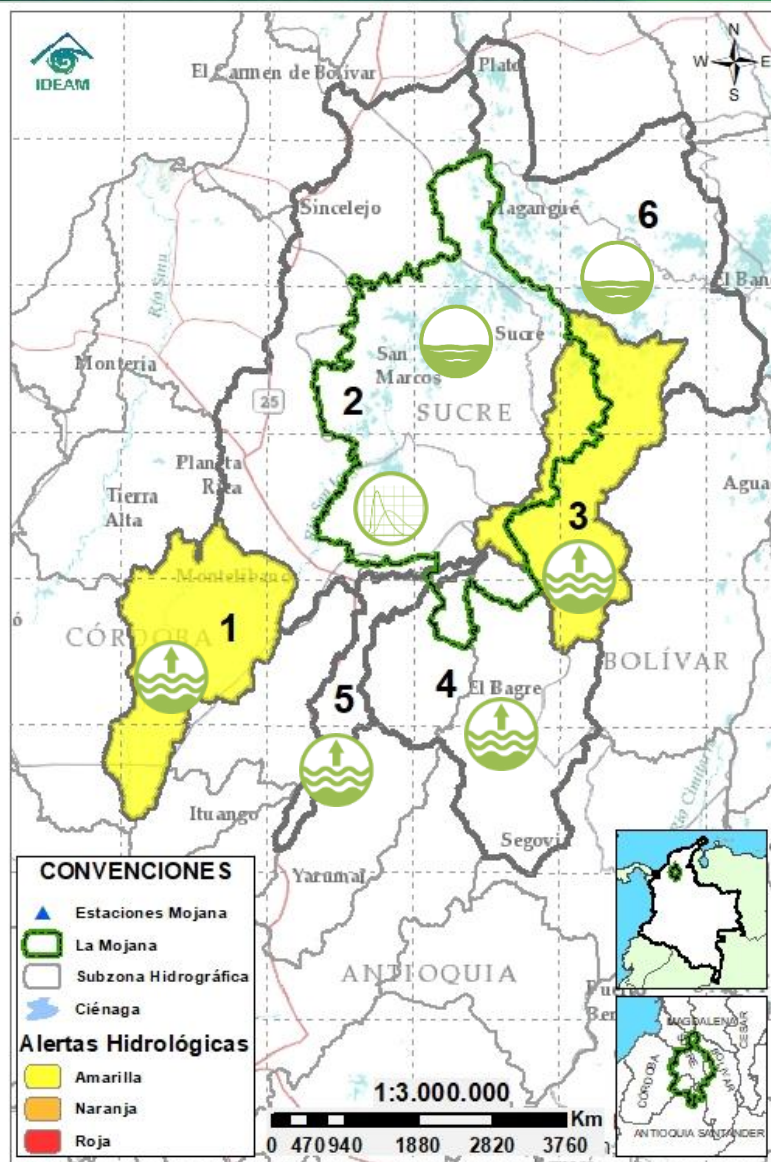 IDEAM
N
W E
S
El Carmen de Bolívar
Plato
Sincelejo
Magangué
6
El Ban
Río Sinú
Montería
San
Marcos
Sucre
2
25
SUCRE
Planeta
Rica
Tierra
Alta
Agua
3
Montelíbano
1
CÓRDOBA
BOLÍVAR
4
El Bagre
5
Ituango
Segovi
Yarumal
ANTIOQUIA
CONVENCIONES
Estaciones Mojana
La Mojana
Subzona Hidrográfica
Ciénaga
Alertas Hidrológicas
Amarilla
Naranja
Roja
1:3.000.000
Km
0 470 940 1880 2820 3760
MAGDALENA
CESAR
BOLIVAR
CÓRDOBA
ANTIOQUIA SANTANDER